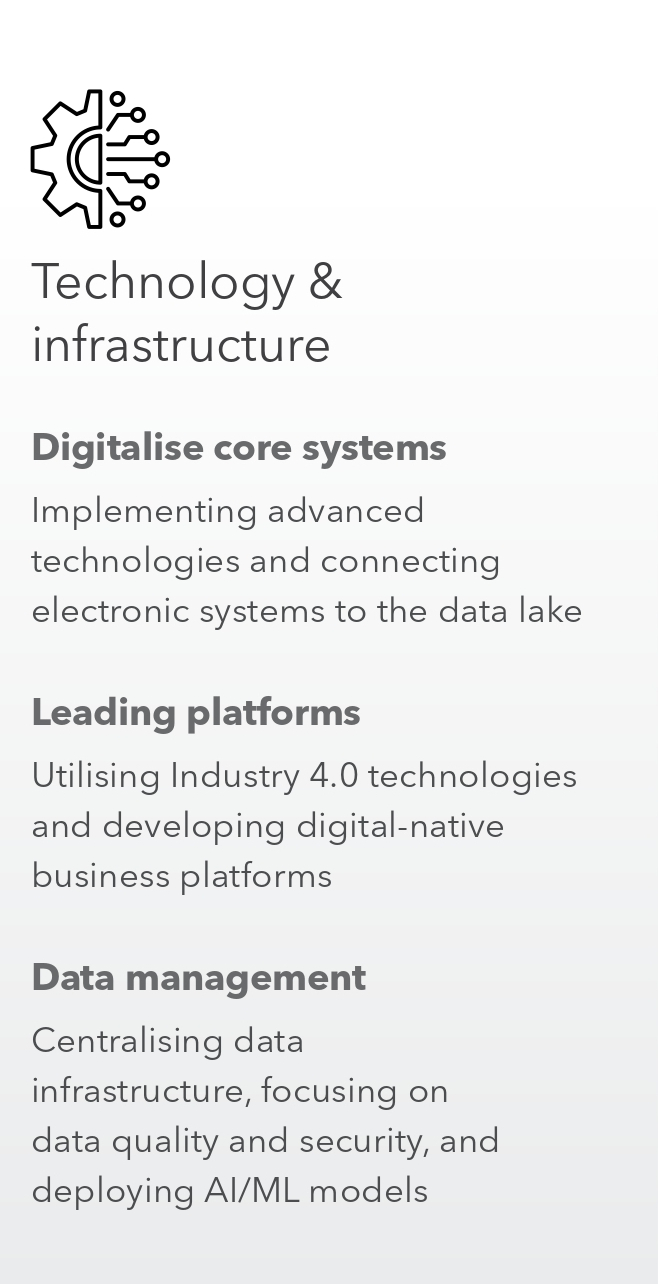 Technology &
infrastructure
Digitalise core systems
Implementing advanced
technologies and connecting
electronic systems to the data lake
Leading platforms
Utilising Industry 4.0 technologies
and developing digital-native
business platforms
Data management
Centralising data
infrastructure, focusing on
data quality and security, and
deploying AI/ML models